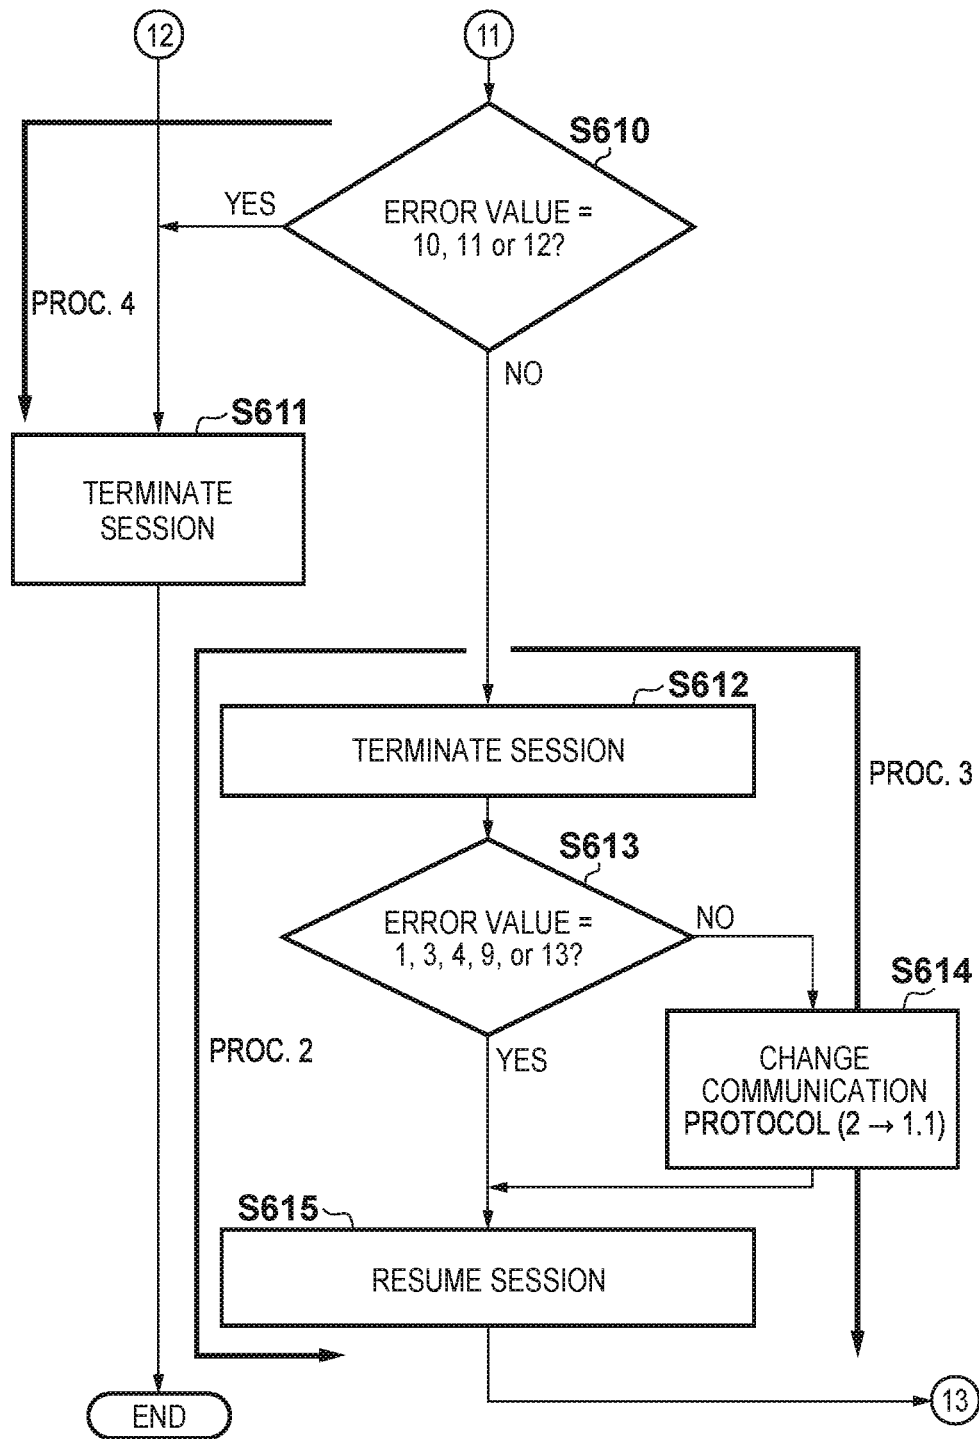 12
11
S610
YES
ERROR VALUE =
10, 11 or 12?
PROC. 4
NO
S611
TERMINATE
SESSION
S612
TERMINATE SESSION
PROC. 3
S613
ERROR VALUE =
1, 3, 4, 9, or 13?
NO
S614
PROC. 2
YES
CHANGE
COMMUNICATION
PROTOCOL (2 → 1.1)
S615
RESUME SESSION
END
13